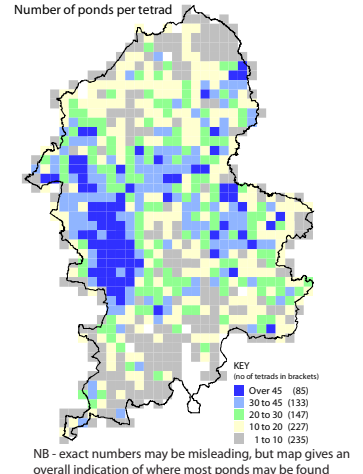 Number of ponds per tetrad
KEY
(no of tetrads in brackets)
Over 45 (85)
30 to 45 (133)
20 to 30 (147)
10 to 20 (227)
1 to 10 (235)
NB - exact numbers may be misleading, but map gives an
overall indication of where most ponds may be found